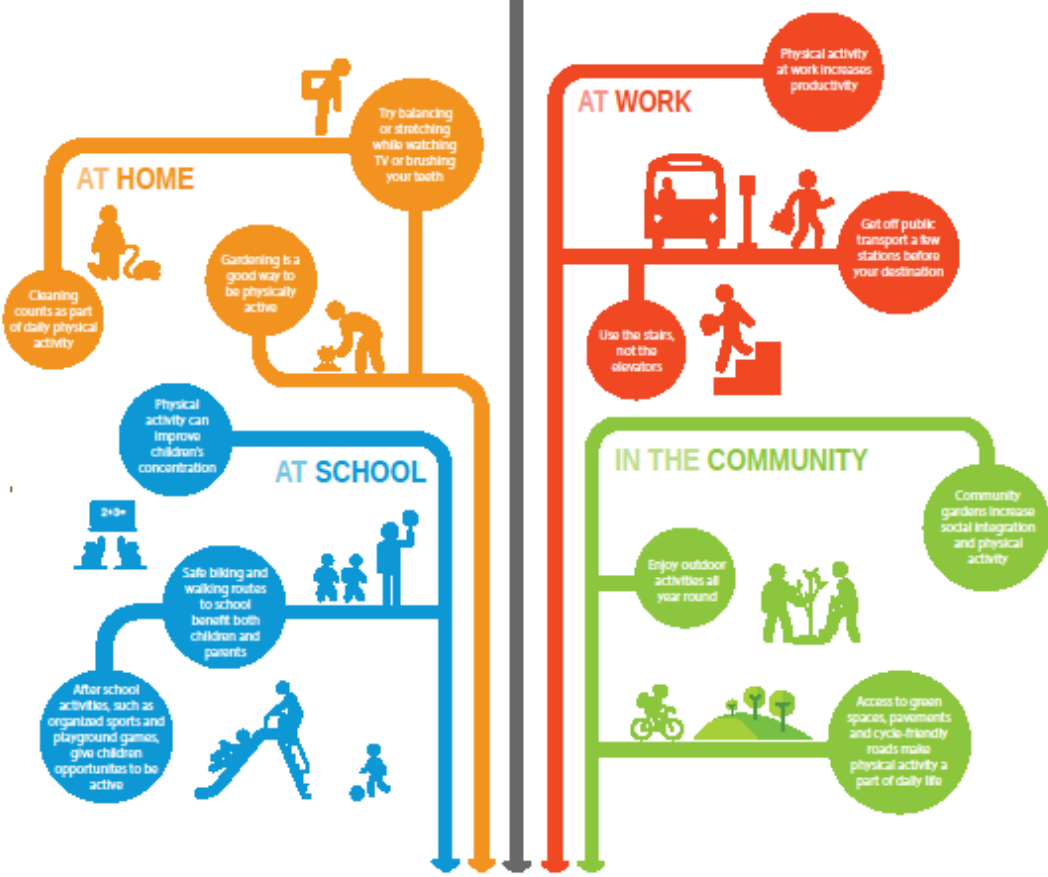 AT HOME
Try balancing
or stretching
while watching
TV or brushing
your teeth
Gardening is a
good way to
be physically
active
Cleaning
counts as part
of daily physical
activity
AT SCHOOL
Physical
activity can
improve
children's
concentration
2+3=
Safe biking and
walking routes
to school
benefit both
children and
parents
After school
activities, such as
organized sports and
playground games,
give children
opportunites to be
active
AT WORK
Physical activity
at work increases
productivity
Get off public
transport a few
stations before
your destination
Use the stairs,
not the
elevators
IN THE COMMUNITY
Community
gardens increase
social integration
and physical
activity
Enjoy outdoor
activities all
year round
Access to green
spaces, pavements
and cycle-friendly
roads make
physical activity a
part of daily life